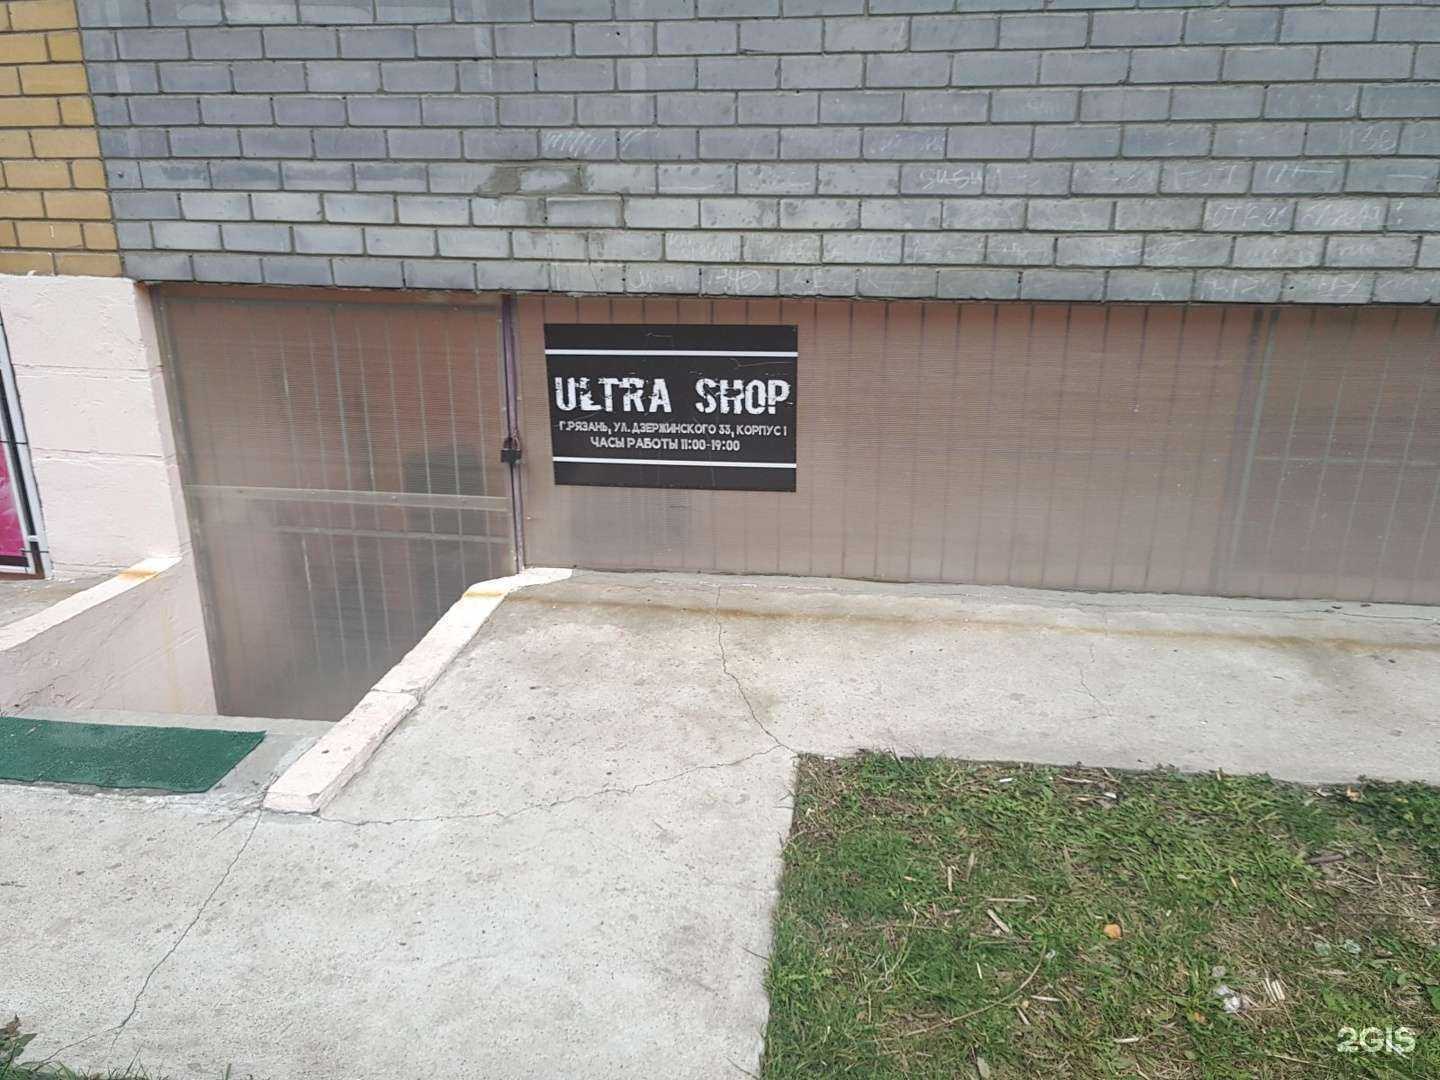 ULTRA SHOP
Г.РЯЗАНЬ, УЛ. ДЗЕРЖИНСКОГО 33, КОРПУС 1
ЧАСЫ РАБОТЫ 11:00-19:00
2GIS